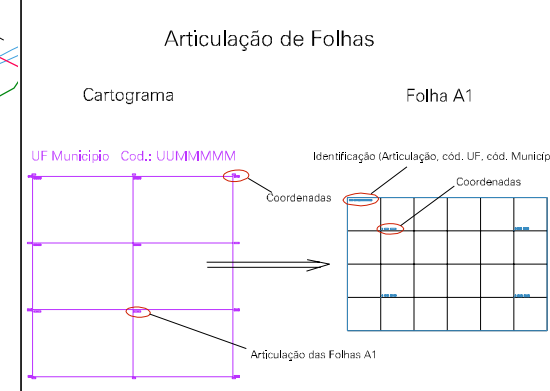 Articulação de Folhas
Cartograma
Folha A1
UF Municipio Cod.: UUMMMMM
Identificação (Articulação, cód. UF, cód. Municíp
Coordenadas
Coordenadas
Articulação das Folhas A1